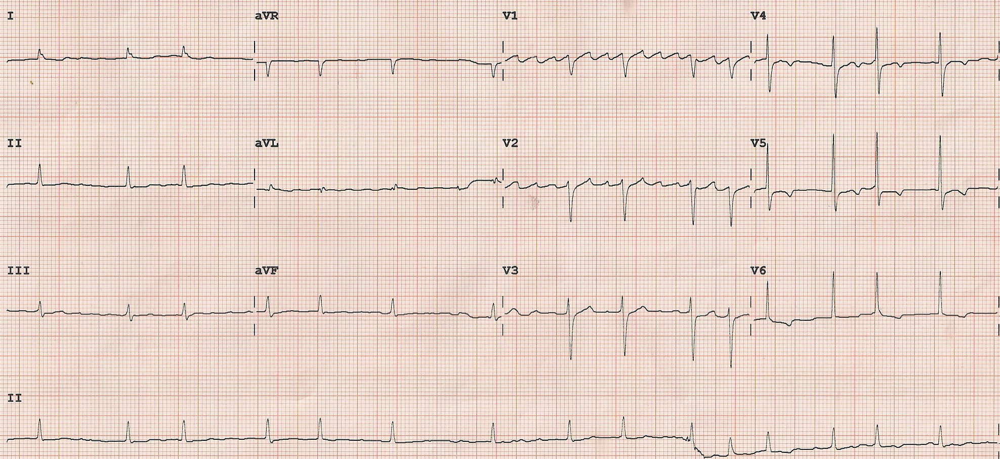 I aVR V1 V4
II aVL V2 V5
III aVF V3 V6
II